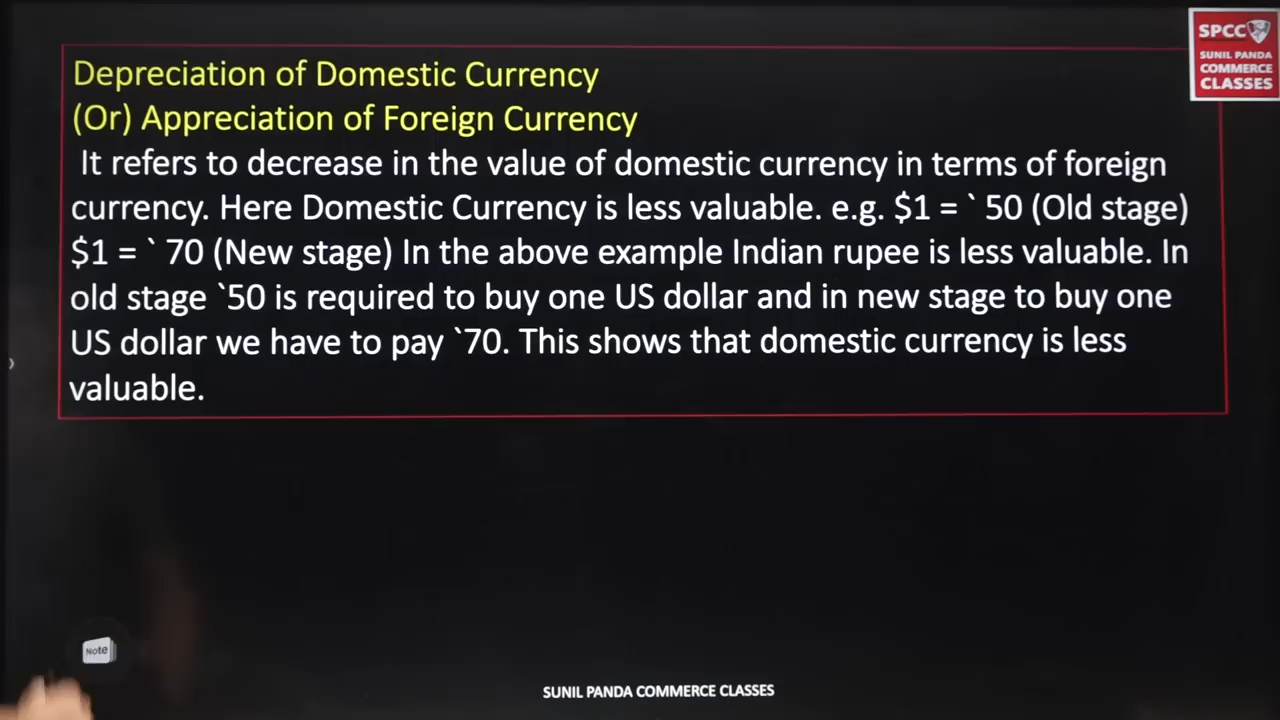 SPCC
SUNIL PANDA
COMMERCE
CLASSES
Depreciation of Domestic Currency
(Or) Appreciation of Foreign Currency
It refers to decrease in the value of domestic currency in terms of foreign
currency. Here Domestic Currency is less valuable. e.g. $1 = ` 50 (Old stage)
$1 = ` 70 (New stage) In the above example Indian rupee is less valuable. In
old stage `50 is required to buy one US dollar and in new stage to buy one
US dollar we have to pay `70. This shows that domestic currency is less
valuable.
Note
SUNIL PANDA COMMERCE CLASSES